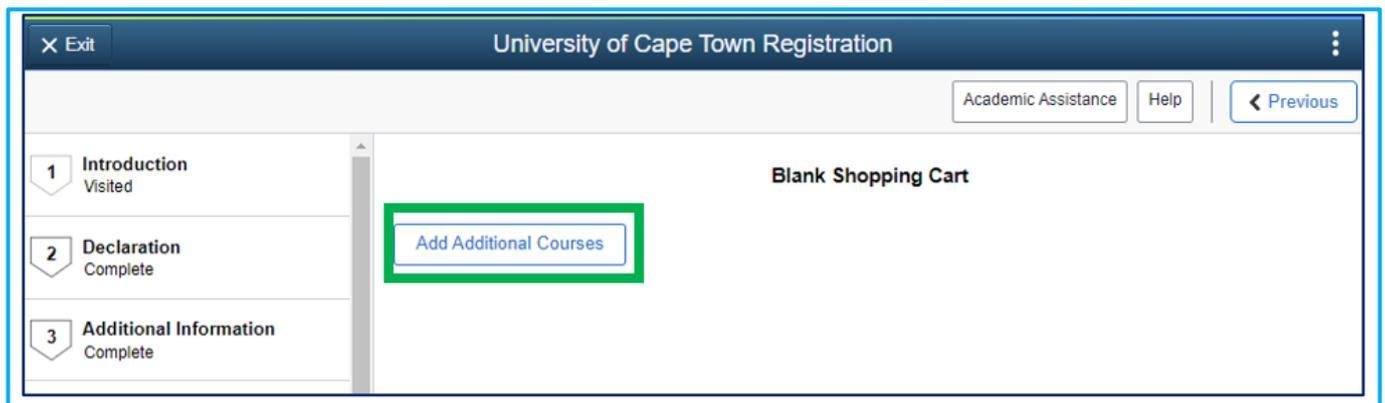 Exit
University of Cape Town Registration
Academic Assistance
Help
Previous
1
Introduction
Visited
2
Declaration
Complete
3
Additional Information
Complete
Blank Shopping Cart
Add Additional Courses